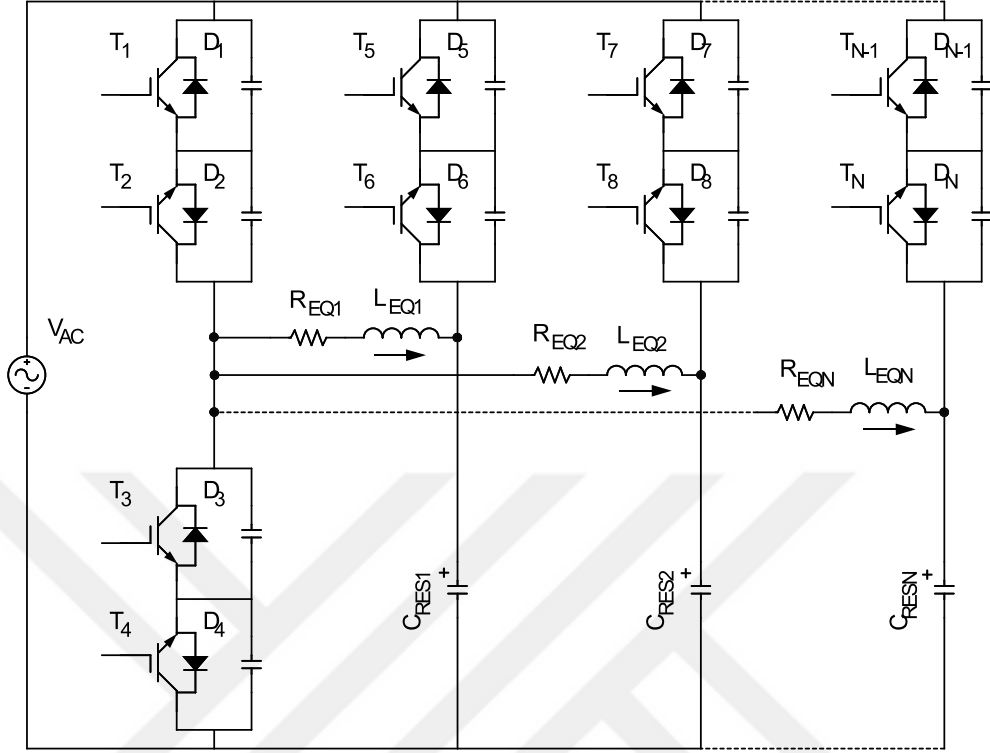 T1 D1 T5 D5 T7 D7 TN-1 DN-1
T2 D2 T6 D6 T8 D8 TN DN
REQ1 LEQ1
VAC
REQ2 LEQ2
REQN LEQN
T3 D3
CRES1 + CRES2 + CRESN +
T4 D4